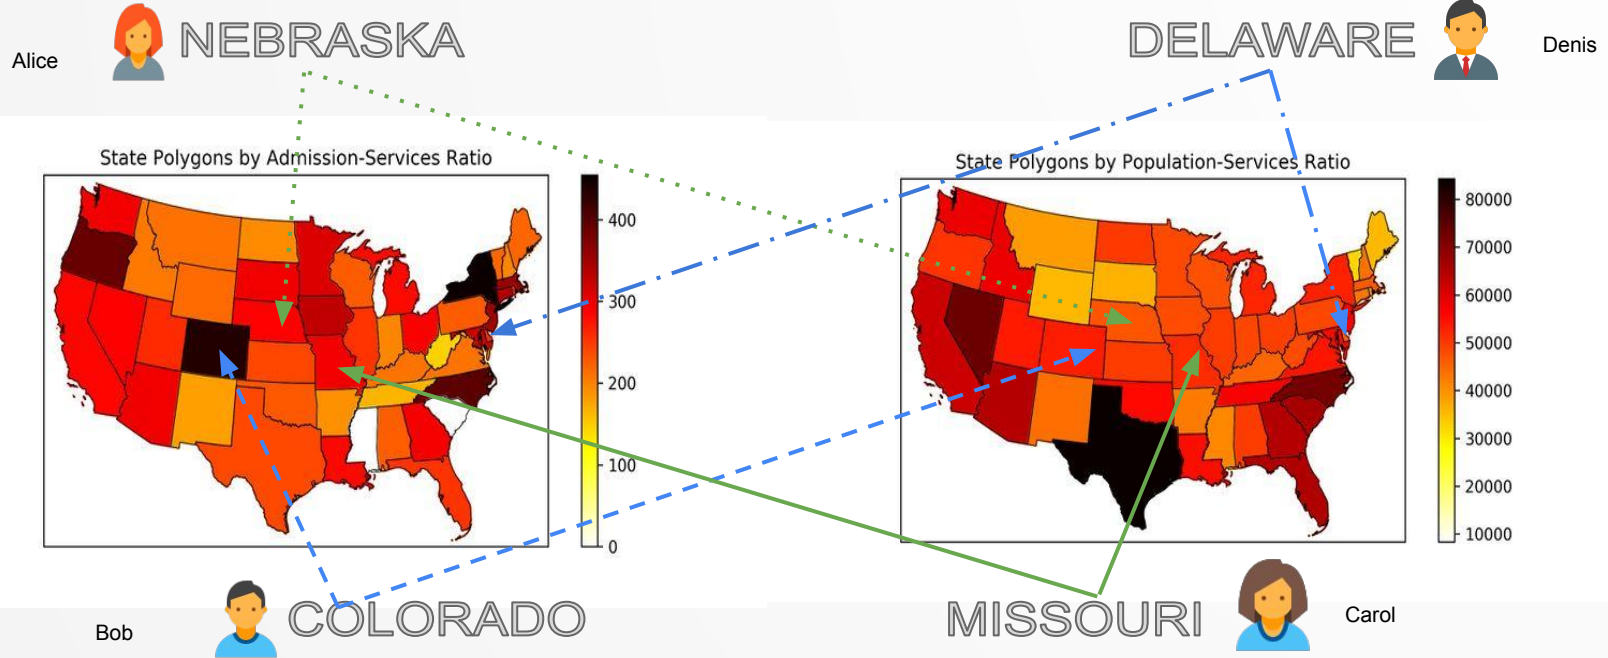 NEBRASKA
DELAWARE
Alice
Denis
State Polygons by Admission-Services Ratio
State Polygons by Population-Services Ratio
400
300
200
100
0
80000
70000
60000
50000
40000
30000
20000
10000
COLORADO
MISSOURI
Bob
Carol